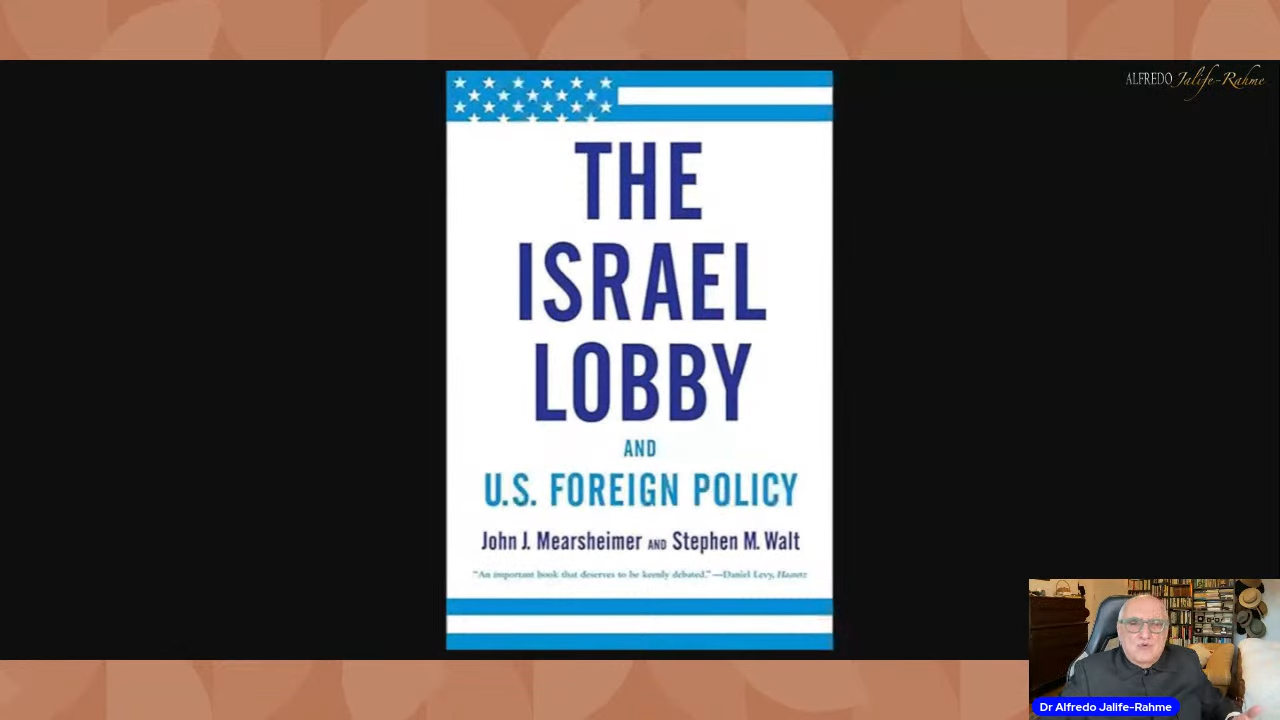 ALFREDO Jalife-Rahme
THE
ISRAEL
LOBBY
AND
U.S. FOREIGN POLICY
John J. Mearsheimer AND Stephen M. Walt
"An important book that deserves to be keenly debated." —Daniel Levy, Haaretz
Dr Alfredo Jalife-Rahme